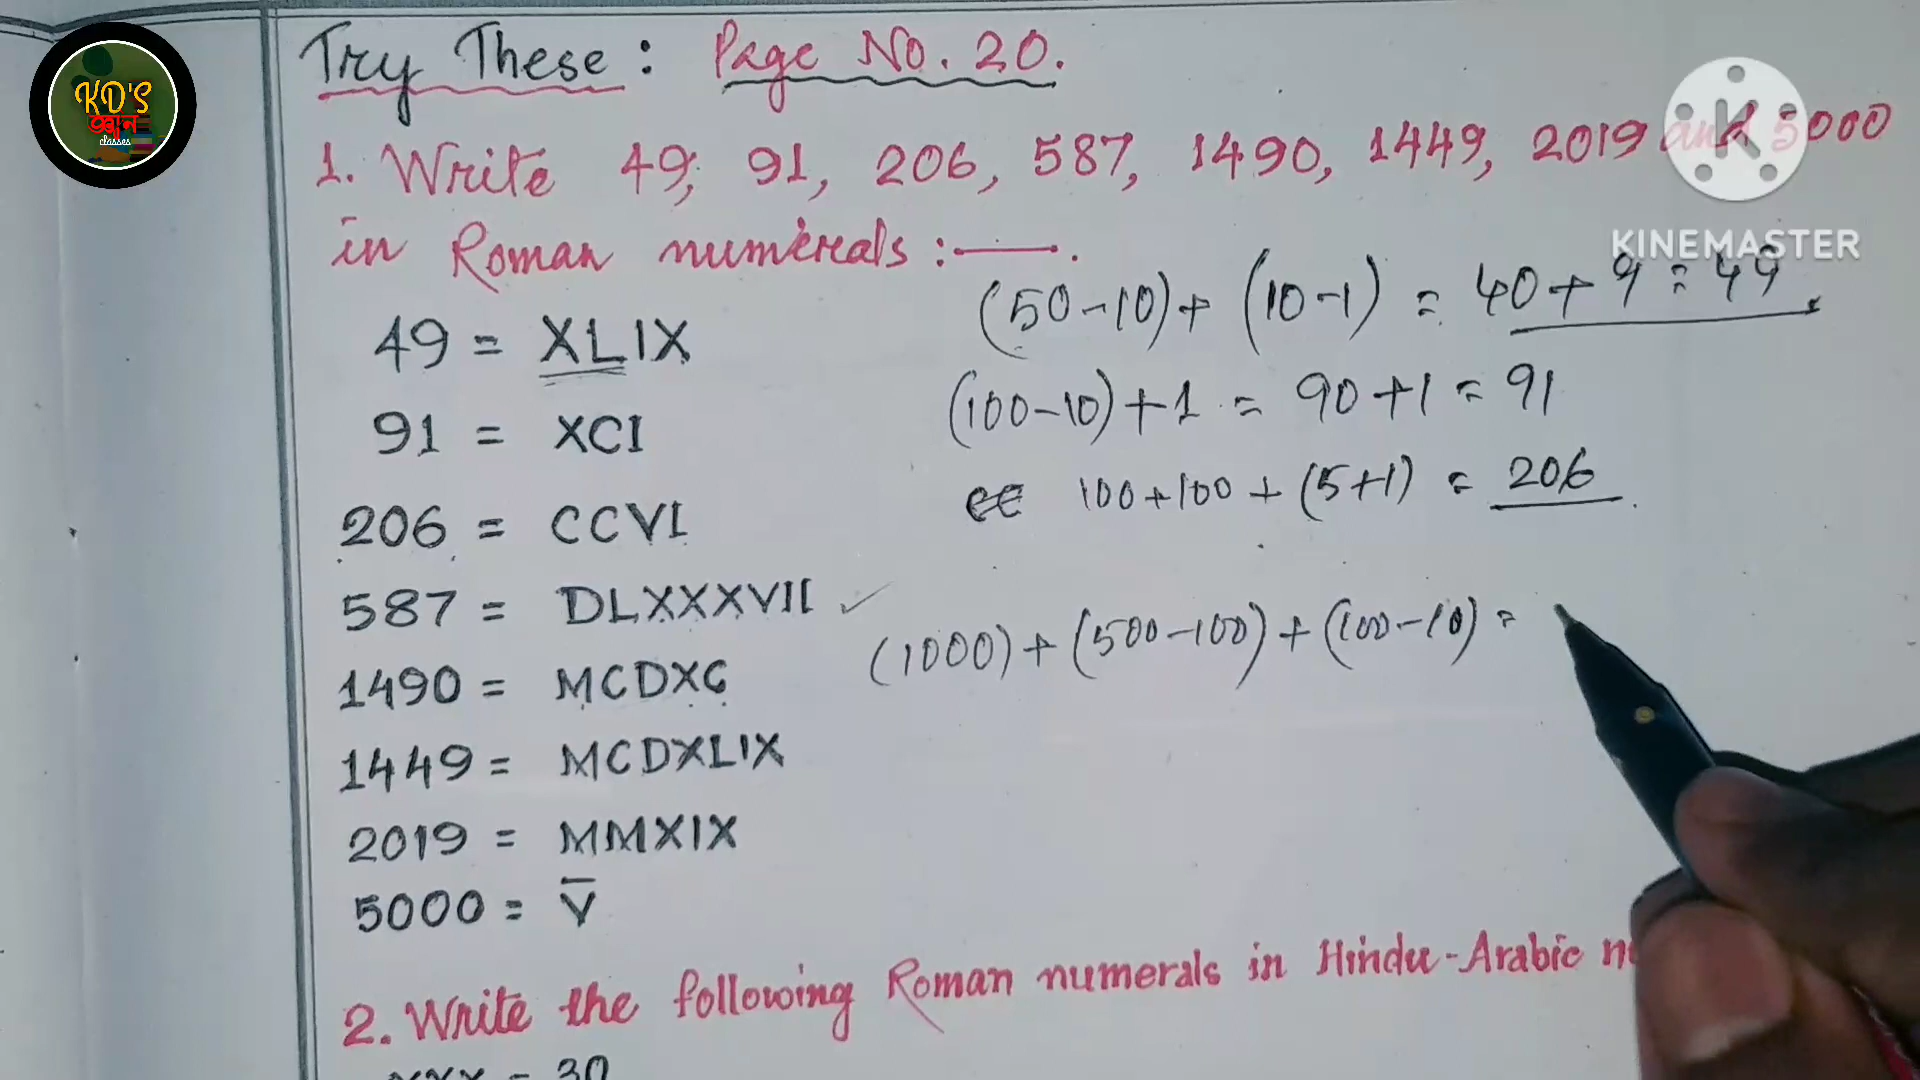 KD'S
জ্ঞান
classes
KINEMASTER
Try These : Page No. 20.
1. Write 49, 91, 206, 587, 1490, 1449, 2019 and 5000
in Roman numerals :—.
49 = XLIX (50-10)+ (10-1) = 40+9=49
91 = XCI (100-10)+1 = 90+1=91
206 = CCVI 100+100+(5+1) = 206
587 = DLXXXVII ✓
1490 = MCDXC (1000)+(500-100)+(100-10)=
1449 = MCDXLIX
2019 = MMXIX
5000 = V̅
2. Write the following Roman numerals in Hindu-Arabic
XXX = 30